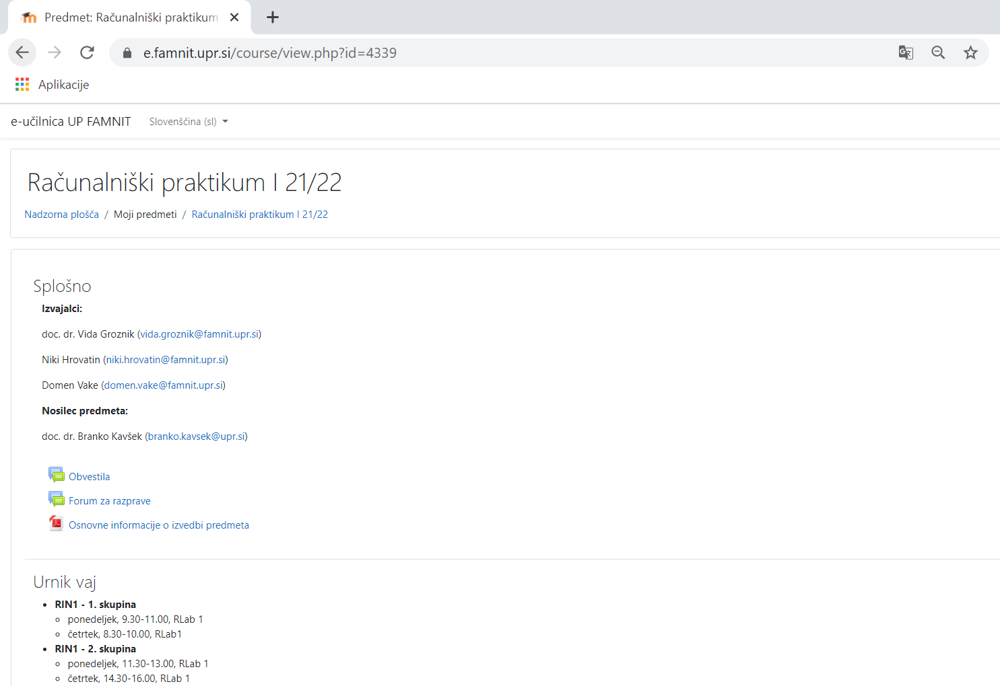 Predmet: Računalniški praktikum
e.famnit.upr.si/course/view.php?id=4339
Aplikacije
e-učilnica UP FAMNIT Slovenščina (sl)
Računalniški praktikum I 21/22
Nadzorna plošča / Moji predmeti / Računalniški praktikum I 21/22
Splošno
Izvajalci:
doc. dr. Vida Groznik (vida.groznik@famnit.upr.si)
Niki Hrovatin (niki.hrovatin@famnit.upr.si)
Domen Vake (domen.vake@famnit.upr.si)
Nosilec predmeta:
doc. dr. Branko Kavšek (branko.kavsek@upr.si)
Obvestila
Forum za razprave
Osnovne informacije o izvedbi predmeta
Urnik vaj
• RIN1 - 1. skupina
◦ ponedeljek, 9.30-11.00, RLab 1
◦ četrtek, 8.30-10.00, RLab1
• RIN1 - 2. skupina
◦ ponedeljek, 11.30-13.00, RLab 1
◦ četrtek, 14.30-16.00, RLab 1